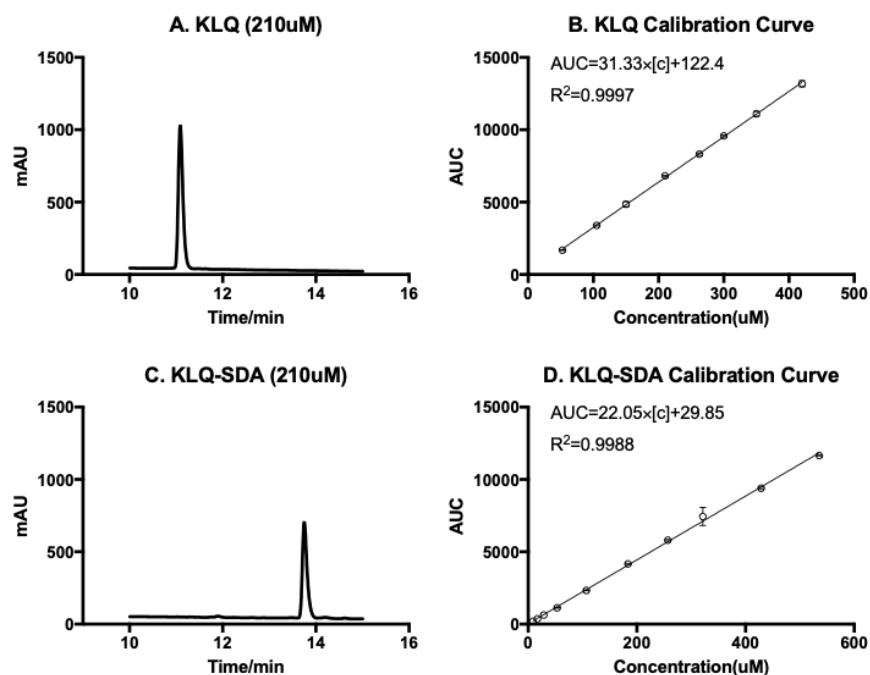 A. KLQ (210uM)
1500
1000
500
0
mAU
10
12
14
16
Time/min
B. KLQ Calibration Curve
AUC=31.33×[c]+122.4
R²=0.9997
15000
10000
5000
0
AUC
0
100
200
300
400
500
Concentration(uM)
C. KLQ-SDA (210uM)
1500
1000
500
0
mAU
10
12
14
16
Time/min
D. KLQ-SDA Calibration Curve
AUC=22.05×[c]+29.85
R²=0.9988
15000
10000
5000
0
AUC
0
200
400
600
Concentration(uM)